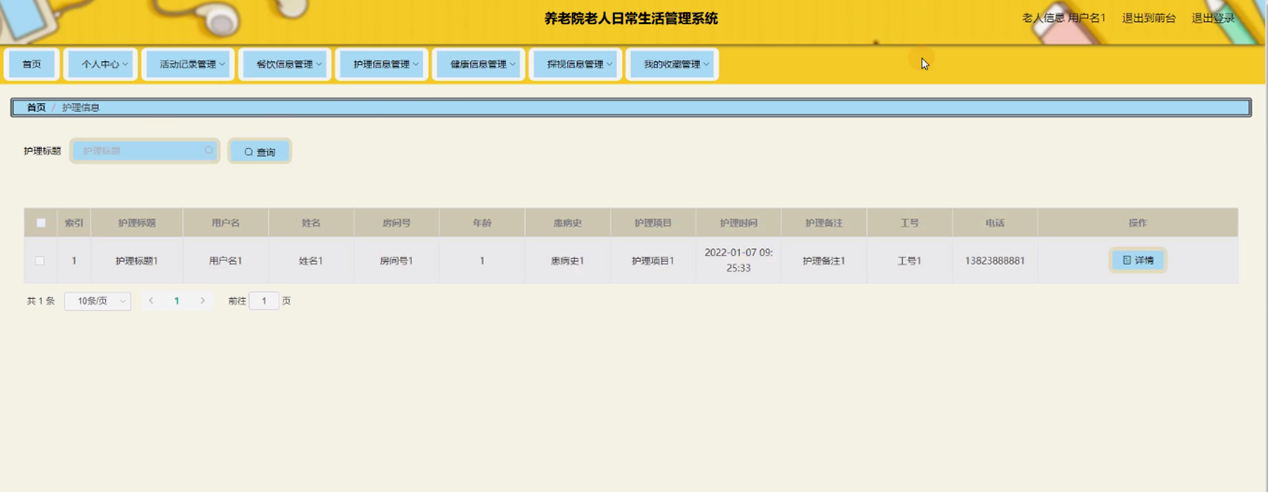 养老院老人日常生活管理系统
老人信息 用户名1 退出到前台 退出登录
首页 个人中心 活动记录管理 餐饮信息管理 护理信息管理 健康信息管理 探视信息管理 我的收藏管理
首页 / 护理信息
护理标题 护理标题 查询
索引 护理标题 用户名 姓名 房间号 年龄 患病史 护理项目 护理时间 护理备注 工号 电话 操作
1 护理标题1 用户名1 姓名1 房间号1 1 患病史1 护理项目1 2022-01-07 09:25:33 护理备注1 工号1 13823888881 详情
共 1 条 10条/页 1 前往 1 页